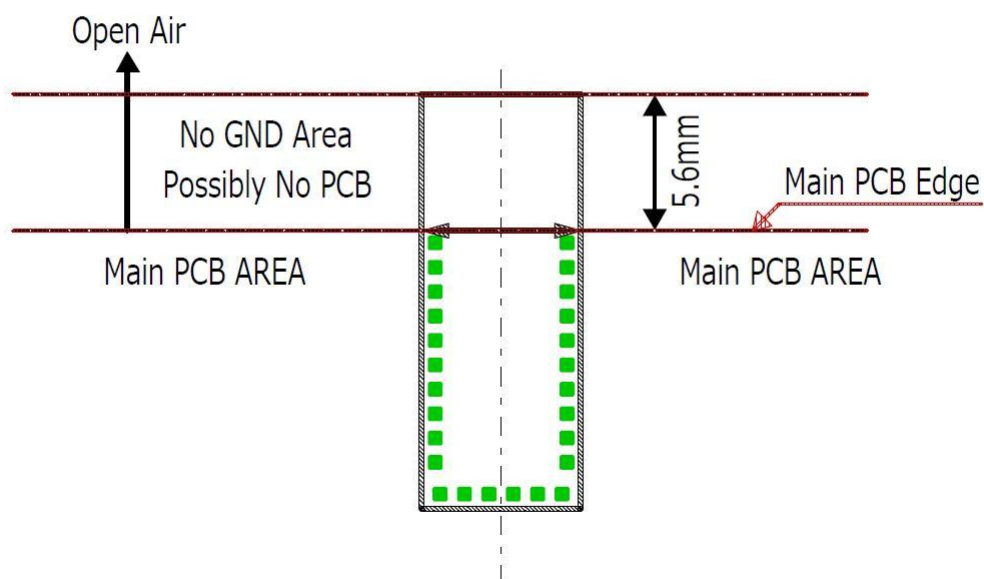 Open Air
No GND Area
Possibly No PCB
5.6mm
Main PCB Edge
Main PCB AREA
Main PCB AREA